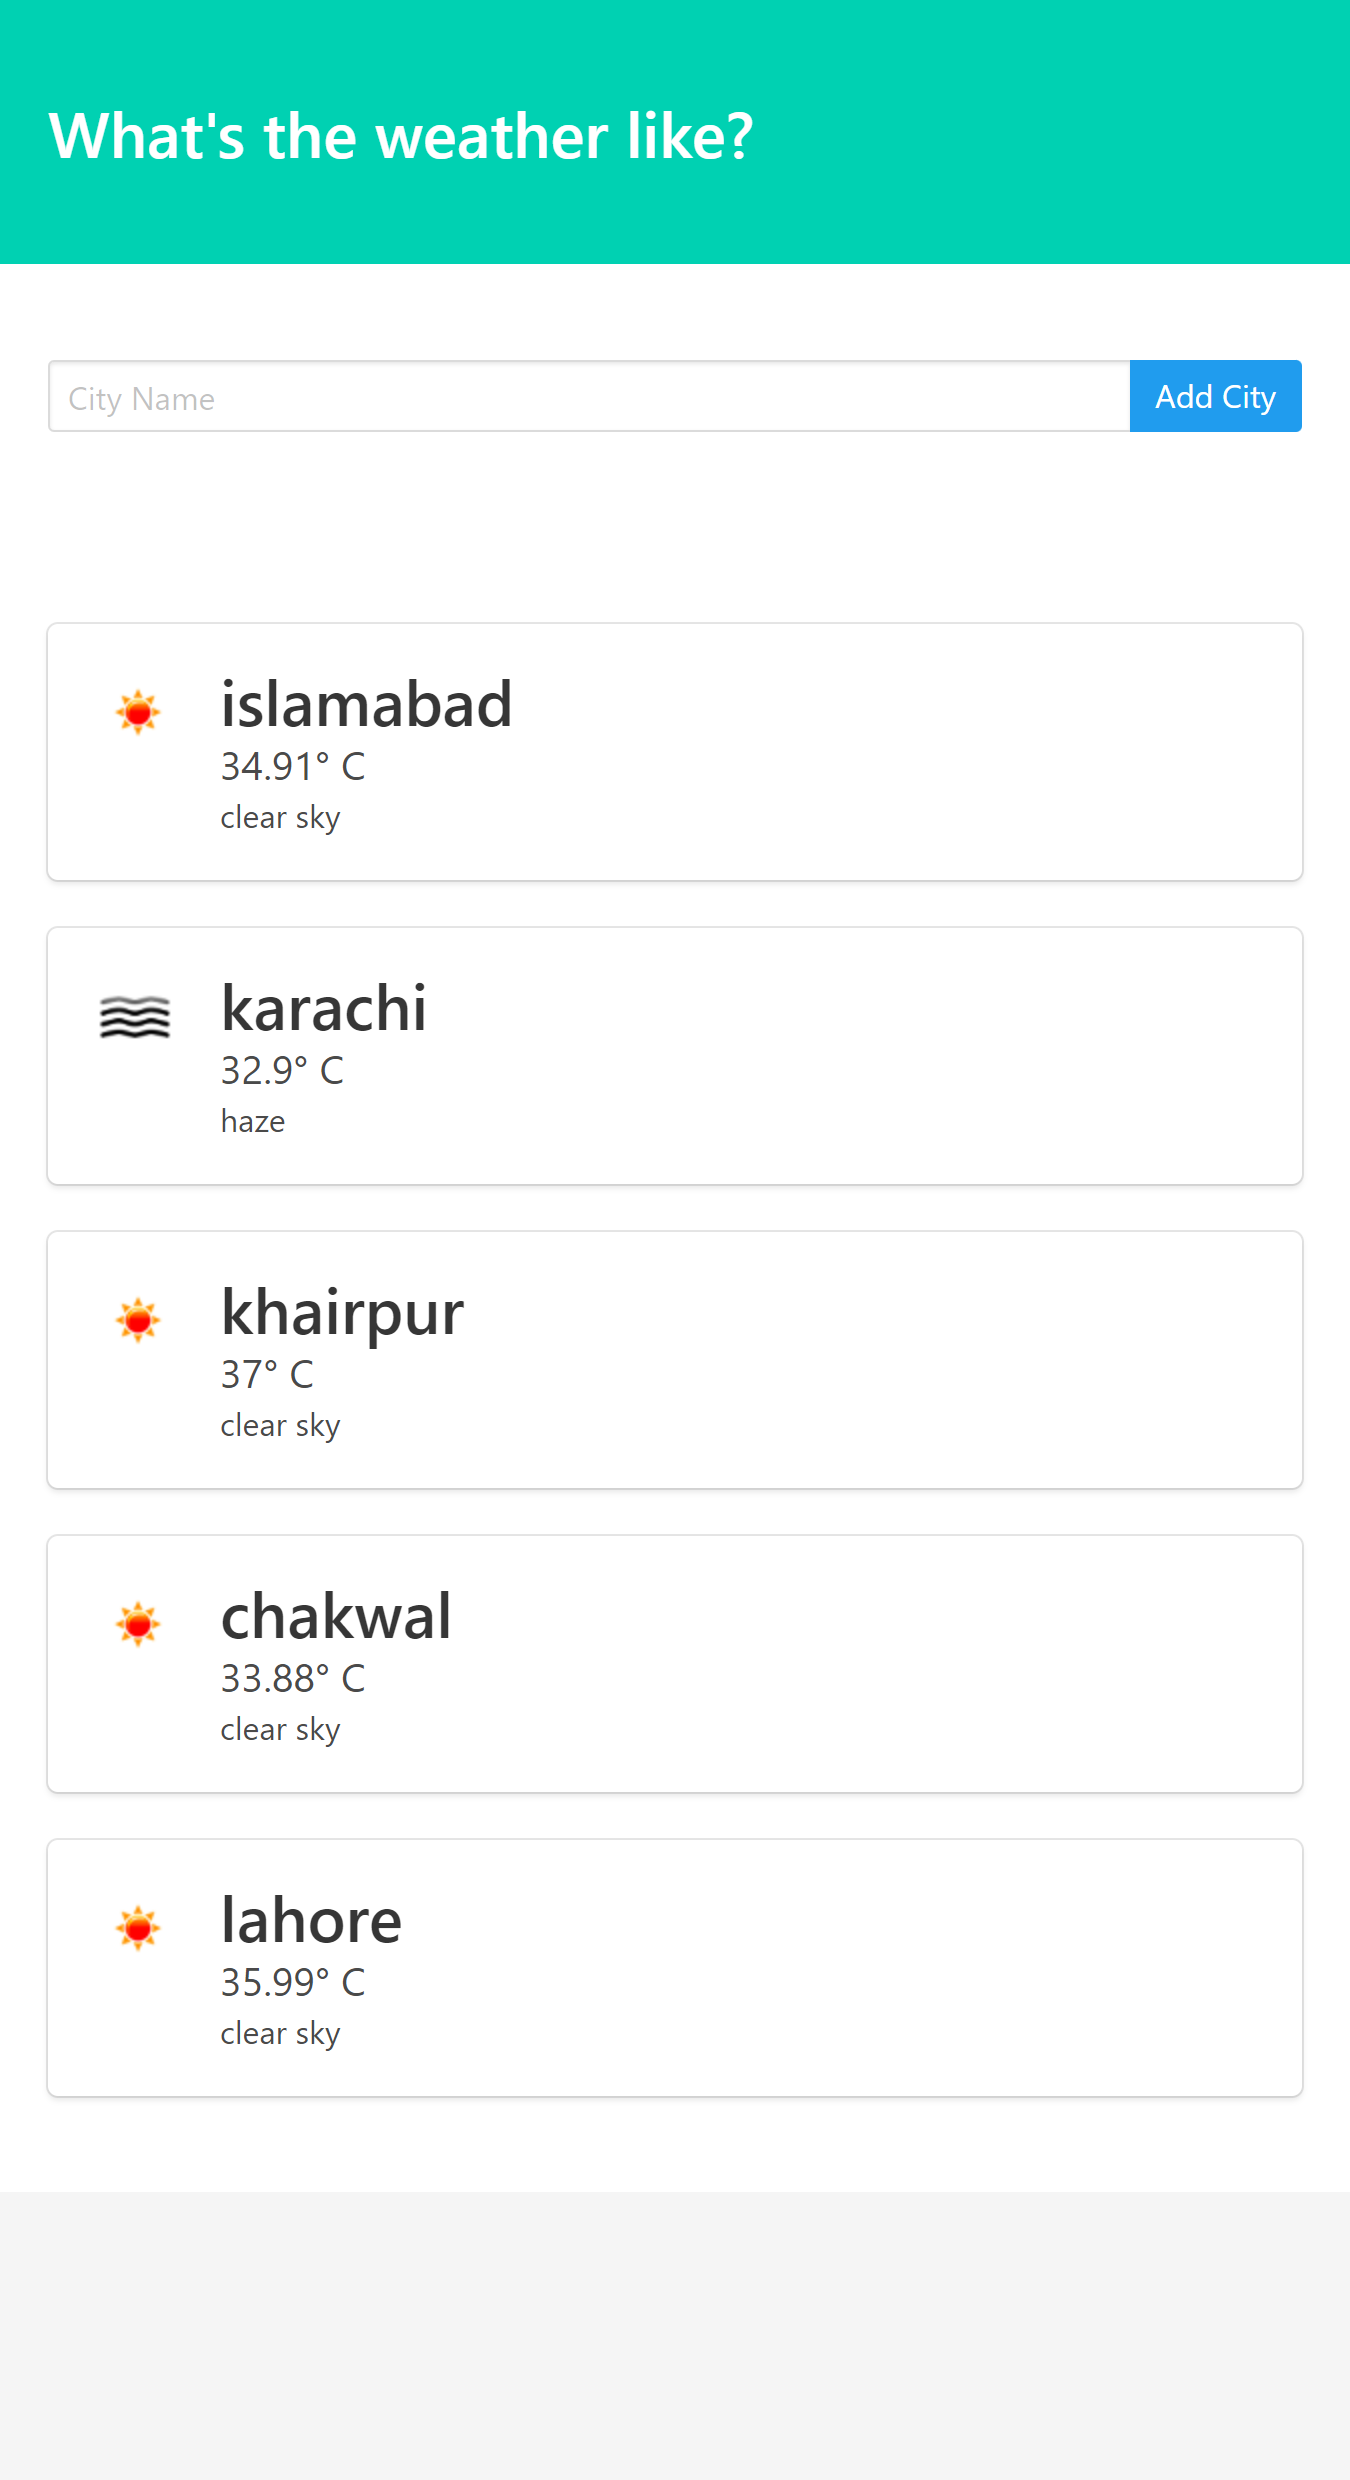 What's the weather like?
City Name
Add City
islamabad
34.91° C
clear sky
karachi
32.9° C
haze
khairpur
37° C
clear sky
chakwal
33.88° C
clear sky
lahore
35.99° C
clear sky